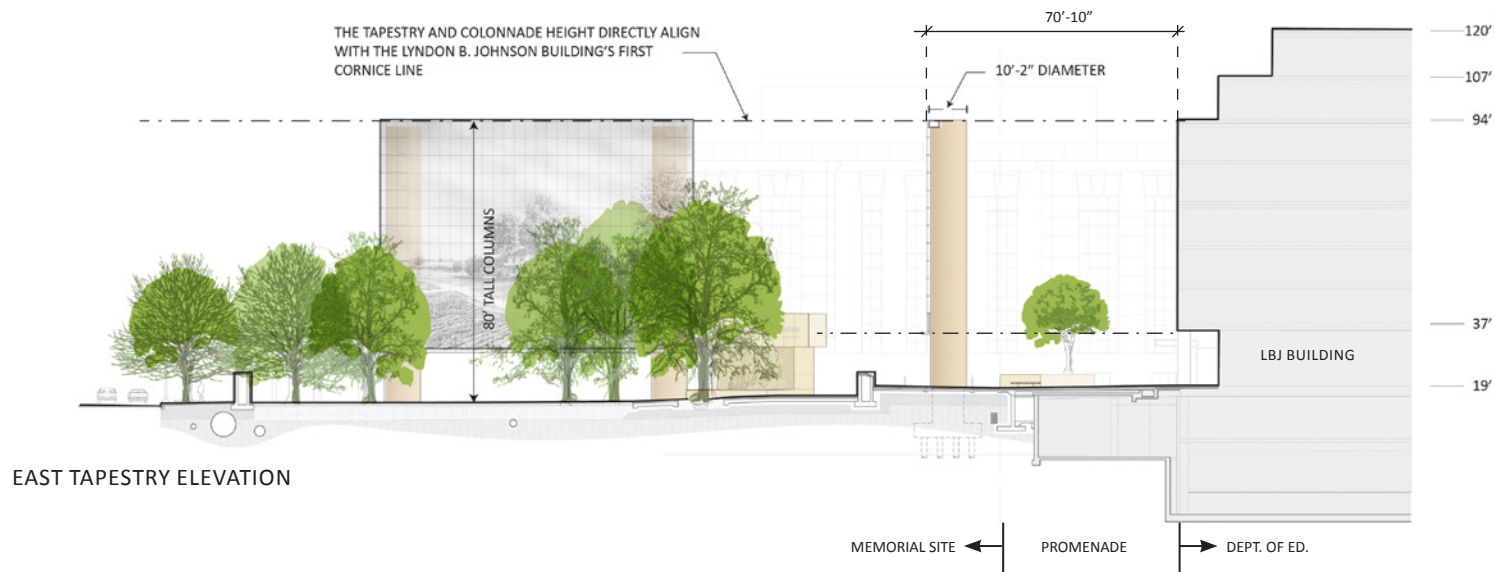 70'-10"
THE TAPESTRY AND COLONNADE HEIGHT DIRECTLY ALIGN
WITH THE LYNDON B. JOHNSON BUILDING'S FIRST
CORNICE LINE
10'-2" DIAMETER
120'
107'
94'
80' TALL COLUMNS
37'
LBJ BUILDING
19'
EAST TAPESTRY ELEVATION
MEMORIAL SITE
PROMENADE
DEPT. OF ED.